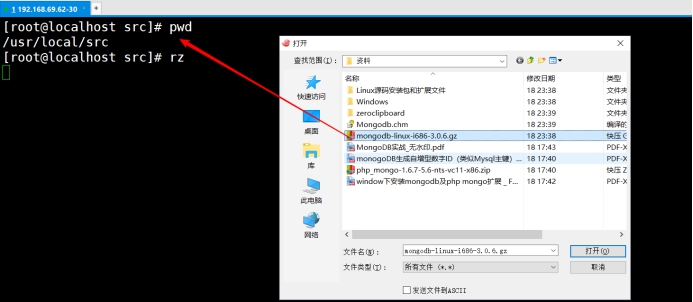 1 192.168.69.62-30
[root@localhost src]# pwd
/usr/local/src
[root@localhost src]# rz
打开
查找范围(I):
资料
名称
修改日期
类型
Linux源码安装包和扩展文件
18 23:38
文件夹
Windows
18 23:38
文件夹
zeroclipboard
18 23:39
文件夹
Mongodb.chm
18 23:39
编译的
mongodb-linux-i686-3.0.6.gz
18 23:38
快压 G
MongoDB实战_无水印.pdf
18 17:43
PDF-X
monogoDB生成自增型数字ID（类似Mysql主键）...
18 17:40
PDF-X
php_mongo-1.6.7-5.6-nts-vc11-x86.zip
18 17:40
快压 Z
window下安装mongodb及php mongo扩展 _ F...
18 17:42
PDF-X
快速访问
桌面
库
此电脑
网络
文件名(N):
mongodb-linux-i686-3.0.6.gz
打开(O)
文件类型(T):
所有文件 (*.*)
取消
发送文件到ASCII